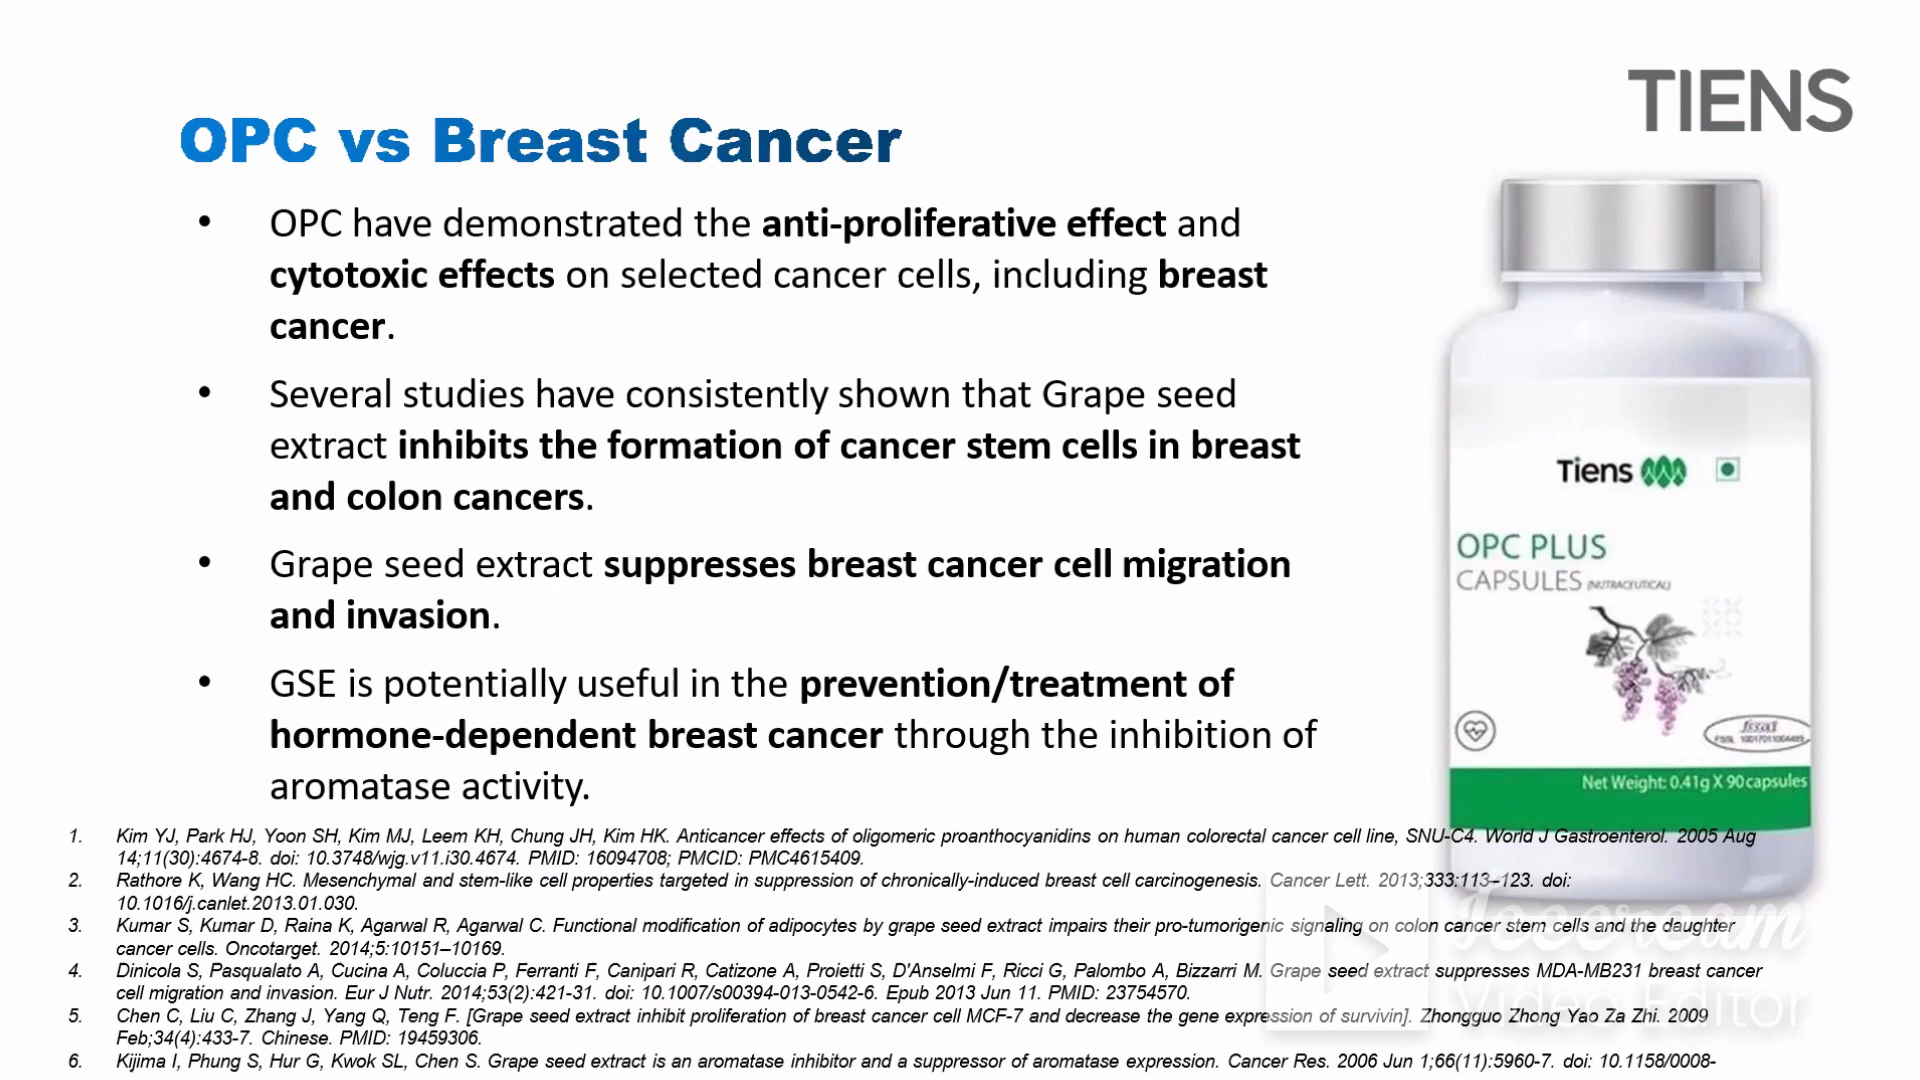 TIENS
OPC vs Breast Cancer
• OPC have demonstrated the anti-proliferative effect and
cytotoxic effects on selected cancer cells, including breast
cancer.
• Several studies have consistently shown that Grape seed
extract inhibits the formation of cancer stem cells in breast
and colon cancers.
• Grape seed extract suppresses breast cancer cell migration
and invasion.
• GSE is potentially useful in the prevention/treatment of
hormone-dependent breast cancer through the inhibition of
aromatase activity.
Tiens
OPC PLUS
CAPSULES (NUTRACEUTICAL)
fssai
Net Weight: 0.41g X 90capsules
1. Kim YJ, Park HJ, Yoon SH, Kim MJ, Leem KH, Chung JH, Kim HK. Anticancer effects of oligomeric proanthocyanidins on human colorectal cancer cell line, SNU-C4. World J Gastroenterol. 2005 Aug
14;11(30):4674-8. doi: 10.3748/wjg.v11.i30.4674. PMID: 16094708; PMCID: PMC4615409.
2. Rathore K, Wang HC. Mesenchymal and stem-like cell properties targeted in suppression of chronically-induced breast cell carcinogenesis. Cancer Lett. 2013;333:113–123. doi:
10.1016/j.canlet.2013.01.030.
3. Kumar S, Kumar D, Raina K, Agarwal R, Agarwal C. Functional modification of adipocytes by grape seed extract impairs their pro-tumorigenic signaling on colon cancer stem cells and the daughter
cancer cells. Oncotarget. 2014;5:10151–10169.
4. Dinicola S, Pasqualato A, Cucina A, Coluccia P, Ferranti F, Canipari R, Catizone A, Proietti S, D'Anselmi F, Ricci G, Palombo A, Bizzarri M. Grape seed extract suppresses MDA-MB231 breast cancer
cell migration and invasion. Eur J Nutr. 2014;53(2):421-31. doi: 10.1007/s00394-013-0542-6. Epub 2013 Jun 11. PMID: 23754570.
5. Chen C, Liu C, Zhang J, Yang Q, Teng F. [Grape seed extract inhibit proliferation of breast cancer cell MCF-7 and decrease the gene expression of survivin]. Zhongguo Zhong Yao Za Zhi. 2009
Feb;34(4):433-7. Chinese. PMID: 19459306.
6. Kijima I, Phung S, Hur G, Kwok SL, Chen S. Grape seed extract is an aromatase inhibitor and a suppressor of aromatase expression. Cancer Res. 2006 Jun 1;66(11):5960-7. doi: 10.1158/0008-
Icecream
Video Editor